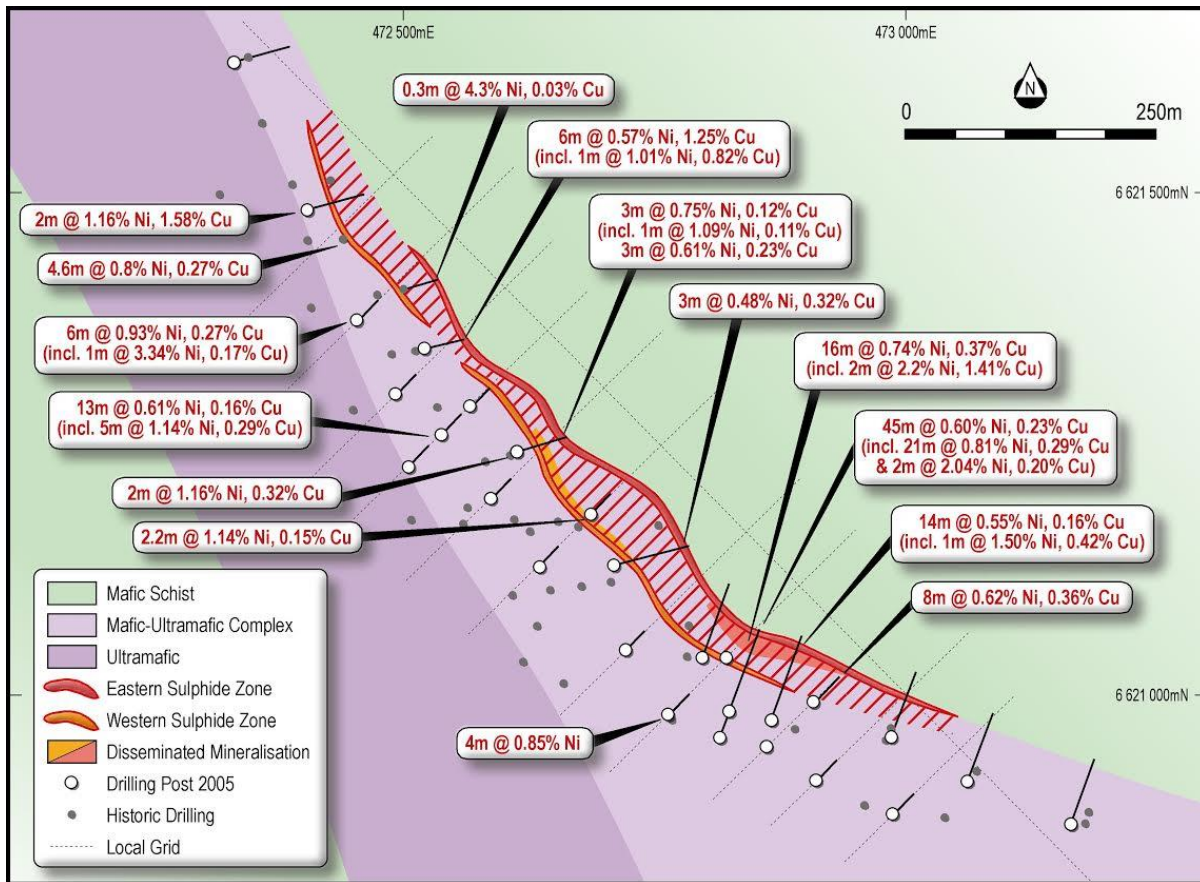 472 500mE
473 000mE
N
0
250m
6 621 500mN
0.3m @ 4.3% Ni, 0.03% Cu
6m @ 0.57% Ni, 1.25% Cu
(incl. 1m @ 1.01% Ni, 0.82% Cu)
3m @ 0.75% Ni, 0.12% Cu
(incl. 1m @ 1.09% Ni, 0.11% Cu)
3m @ 0.61% Ni, 0.23% Cu
2m @ 1.16% Ni, 1.58% Cu
4.6m @ 0.8% Ni, 0.27% Cu
3m @ 0.48% Ni, 0.32% Cu
6m @ 0.93% Ni, 0.27% Cu
(incl. 1m @ 3.34% Ni, 0.17% Cu)
16m @ 0.74% Ni, 0.37% Cu
(incl. 2m @ 2.2% Ni, 1.41% Cu)
13m @ 0.61% Ni, 0.16% Cu
(incl. 5m @ 1.14% Ni, 0.29% Cu)
45m @ 0.60% Ni, 0.23% Cu
(incl. 21m @ 0.81% Ni, 0.29% Cu
& 2m @ 2.04% Ni, 0.20% Cu)
2m @ 1.16% Ni, 0.32% Cu
2.2m @ 1.14% Ni, 0.15% Cu
14m @ 0.55% Ni, 0.16% Cu
(incl. 1m @ 1.50% Ni, 0.42% Cu)
8m @ 0.62% Ni, 0.36% Cu
6 621 000mN
4m @ 0.85% Ni
Mafic Schist
Mafic-Ultramafic Complex
Ultramafic
Eastern Sulphide Zone
Western Sulphide Zone
Disseminated Mineralisation
Drilling Post 2005
Historic Drilling
Local Grid